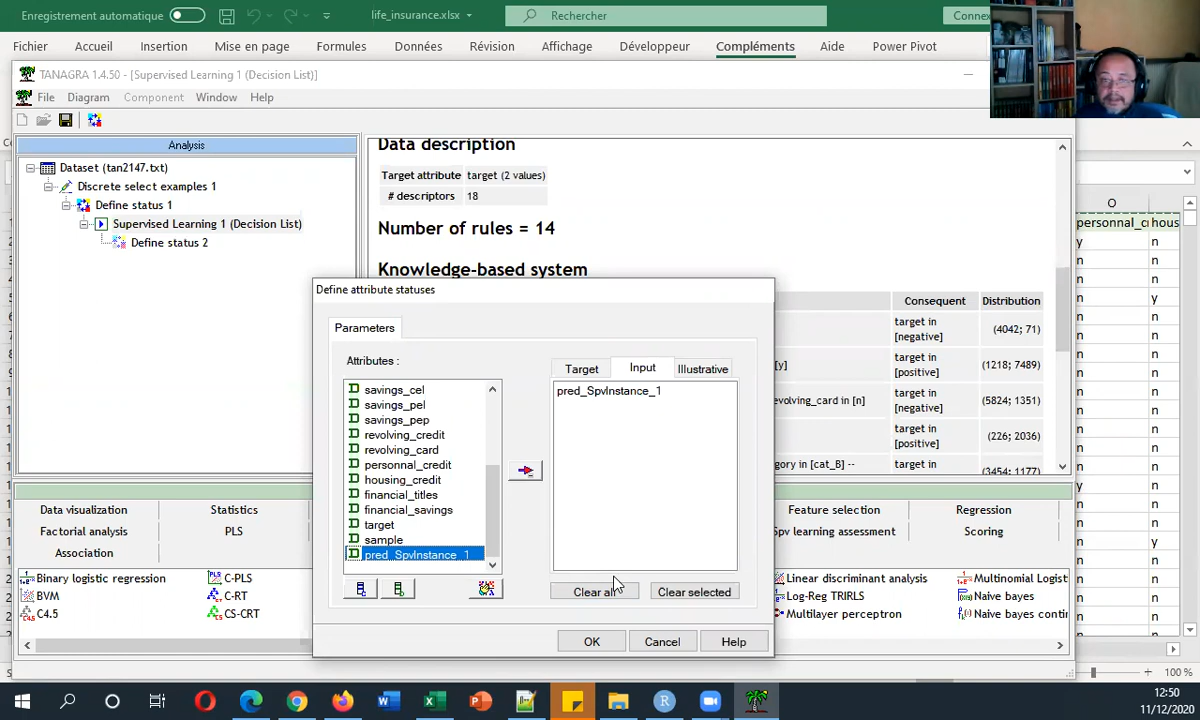 Enregistrement automatique
life_insurance.xlsx
Rechercher
Connex
Fichier Accueil Insertion Mise en page Formules Données Révision Affichage Développeur Compléments Aide Power Pivot
TANAGRA 1.4.50 - [Supervised Learning 1 (Decision List)]
File Diagram Component Window Help
Analysis
Dataset (tan2147.txt)
Discrete select examples 1
Define status 1
Supervised Learning 1 (Decision List)
Define status 2
Data description
Target attribute target (2 values)
# descriptors 18
Number of rules = 14
Knowledge-based system
Consequent Distribution
target in [negative] (4042; 71)
[y] target in [positive] (1218; 7489)
evolving_card in [n] target in [negative] (5824; 1351)
target in [positive] (226; 2036)
tegory in [cat_B] -- (3454; 1177)
O
personnal_cr hous
y n
n n
n n
n n
n y
n n
n n
n n
n n
n n
n n
n n
n n
n n
y n
n n
n n
n y
n n
n n
n n
n n
Define attribute statuses
Parameters
Attributes :
savings_cel
savings_pel
savings_pep
revolving_credit
revolving_card
personnal_credit
housing_credit
financial_titles
financial_savings
target
sample
pred_SpvInstance_1
Target Input Illustrative
pred_SpvInstance_1
Clear all Clear selected
OK Cancel Help
Data visualization Statistics
Factorial analysis PLS
Association
Feature selection Regression
Spv learning assessment Scoring
Binary logistic regression C-PLS
BVM C-RT
C4.5 CS-CRT
Linear discriminant analysis Multinomial Logist
Log-Reg TRIRLS Naive bayes
Multilayer perceptron Naive bayes conti
100 %
12:50
11/12/2020